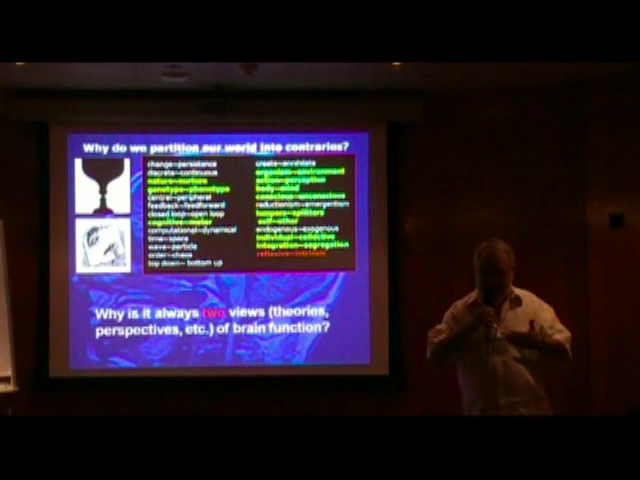 Why do we partition our world into contraries?
change~persistence
discrete~continuous
nature~nurture
genotype~phenotype
central~peripheral
feedback~feedforward
closed loop~open loop
cognitive~motor
computational~dynamical
time~space
wave~particle
order~chaos
top down~ bottom up
create~annihilate
organism~environment
action~perception
body~mind
conscious~unconscious
reductionism~emergentism
lumpers~splitters
self~other
endogenous~exogenous
individual~collective
integration~segregation
reflexive~intrinsic
Why is it always two views (theories,
perspectives, etc.) of brain function?